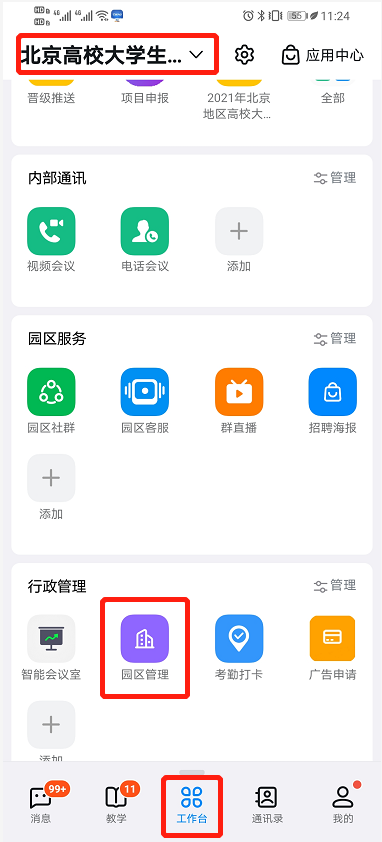 HD 4G 4G 55 11:24
HD
北京高校大学生... 应用中心
晋级推送 项目申报 2021年北京 全部
地区高校大...
内部通讯 管理
视频会议 电话会议 添加
园区服务 管理
园区社群 园区客服 群直播 招聘海报
添加
行政管理 管理
智能会议室 园区管理 考勤打卡 广告申请
添加
99+ 11
消息 教学 工作台 通讯录 我的